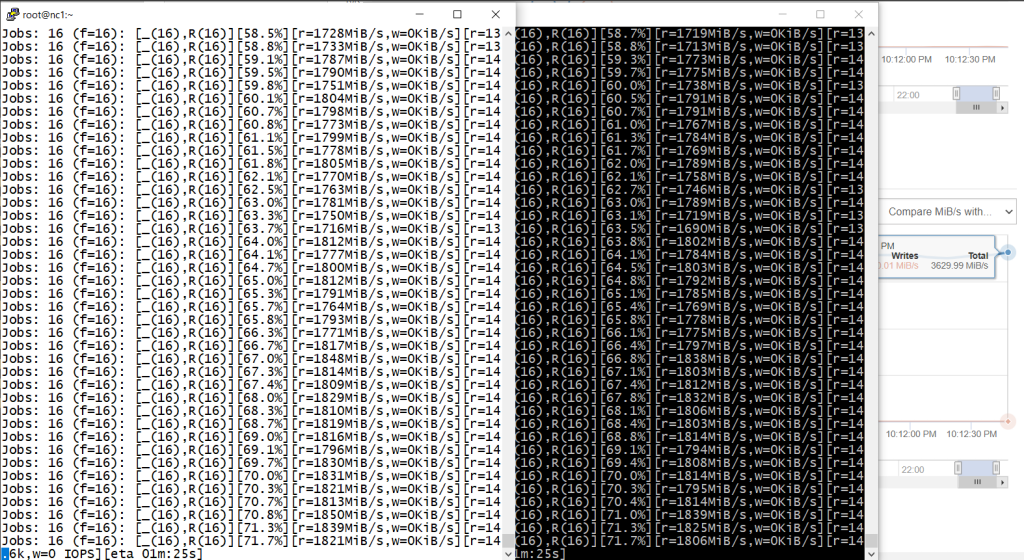 root@nc1:~
Jobs: 16 (f=16): [_(16),R(16)][58.5%][r=1728MiB/s,w=0KiB/s][r=13
Jobs: 16 (f=16): [_(16),R(16)][58.8%][r=1733MiB/s,w=0KiB/s][r=13
Jobs: 16 (f=16): [_(16),R(16)][59.1%][r=1787MiB/s,w=0KiB/s][r=14
Jobs: 16 (f=16): [_(16),R(16)][59.5%][r=1790MiB/s,w=0KiB/s][r=14
Jobs: 16 (f=16): [_(16),R(16)][59.8%][r=1751MiB/s,w=0KiB/s][r=14
Jobs: 16 (f=16): [_(16),R(16)][60.1%][r=1804MiB/s,w=0KiB/s][r=14
Jobs: 16 (f=16): [_(16),R(16)][60.7%][r=1798MiB/s,w=0KiB/s][r=14
Jobs: 16 (f=16): [_(16),R(16)][60.8%][r=1773MiB/s,w=0KiB/s][r=14
Jobs: 16 (f=16): [_(16),R(16)][61.1%][r=1799MiB/s,w=0KiB/s][r=14
Jobs: 16 (f=16): [_(16),R(16)][61.5%][r=1778MiB/s,w=0KiB/s][r=14
Jobs: 16 (f=16): [_(16),R(16)][61.8%][r=1805MiB/s,w=0KiB/s][r=14
Jobs: 16 (f=16): [_(16),R(16)][62.1%][r=1770MiB/s,w=0KiB/s][r=14
Jobs: 16 (f=16): [_(16),R(16)][62.5%][r=1763MiB/s,w=0KiB/s][r=14
Jobs: 16 (f=16): [_(16),R(16)][63.0%][r=1781MiB/s,w=0KiB/s][r=14
Jobs: 16 (f=16): [_(16),R(16)][63.3%][r=1750MiB/s,w=0KiB/s][r=14
Jobs: 16 (f=16): [_(16),R(16)][63.7%][r=1716MiB/s,w=0KiB/s][r=13
Jobs: 16 (f=16): [_(16),R(16)][64.0%][r=1812MiB/s,w=0KiB/s][r=14
Jobs: 16 (f=16): [_(16),R(16)][64.1%][r=1777MiB/s,w=0KiB/s][r=14
Jobs: 16 (f=16): [_(16),R(16)][64.7%][r=1800MiB/s,w=0KiB/s][r=14
Jobs: 16 (f=16): [_(16),R(16)][65.0%][r=1812MiB/s,w=0KiB/s][r=14
Jobs: 16 (f=16): [_(16),R(16)][65.3%][r=1791MiB/s,w=0KiB/s][r=14
Jobs: 16 (f=16): [_(16),R(16)][65.7%][r=1764MiB/s,w=0KiB/s][r=14
Jobs: 16 (f=16): [_(16),R(16)][65.8%][r=1793MiB/s,w=0KiB/s][r=14
Jobs: 16 (f=16): [_(16),R(16)][66.3%][r=1771MiB/s,w=0KiB/s][r=14
Jobs: 16 (f=16): [_(16),R(16)][66.7%][r=1817MiB/s,w=0KiB/s][r=14
Jobs: 16 (f=16): [_(16),R(16)][67.0%][r=1848MiB/s,w=0KiB/s][r=14
Jobs: 16 (f=16): [_(16),R(16)][67.3%][r=1814MiB/s,w=0KiB/s][r=14
Jobs: 16 (f=16): [_(16),R(16)][67.4%][r=1809MiB/s,w=0KiB/s][r=14
Jobs: 16 (f=16): [_(16),R(16)][68.0%][r=1829MiB/s,w=0KiB/s][r=14
Jobs: 16 (f=16): [_(16),R(16)][68.3%][r=1810MiB/s,w=0KiB/s][r=14
Jobs: 16 (f=16): [_(16),R(16)][68.7%][r=1819MiB/s,w=0KiB/s][r=14
Jobs: 16 (f=16): [_(16),R(16)][69.0%][r=1816MiB/s,w=0KiB/s][r=14
Jobs: 16 (f=16): [_(16),R(16)][69.1%][r=1796MiB/s,w=0KiB/s][r=14
Jobs: 16 (f=16): [_(16),R(16)][69.7%][r=1830MiB/s,w=0KiB/s][r=14
Jobs: 16 (f=16): [_(16),R(16)][70.0%][r=1831MiB/s,w=0KiB/s][r=14
Jobs: 16 (f=16): [_(16),R(16)][70.3%][r=1821MiB/s,w=0KiB/s][r=14
Jobs: 16 (f=16): [_(16),R(16)][70.7%][r=1813MiB/s,w=0KiB/s][r=14
Jobs: 16 (f=16): [_(16),R(16)][70.8%][r=1850MiB/s,w=0KiB/s][r=14
Jobs: 16 (f=16): [_(16),R(16)][71.3%][r=1839MiB/s,w=0KiB/s][r=14
Jobs: 16 (f=16): [_(16),R(16)][71.7%][r=1821MiB/s,w=0KiB/s][r=14
.6k,w=0 IOPS][eta 01m:25s]
(16),R(16)][58.7%][r=1719MiB/s,w=0KiB/s][r=13
(16),R(16)][58.8%][r=1713MiB/s,w=0KiB/s][r=13
(16),R(16)][59.3%][r=1773MiB/s,w=0KiB/s][r=14
(16),R(16)][59.7%][r=1775MiB/s,w=0KiB/s][r=14
(16),R(16)][60.0%][r=1738MiB/s,w=0KiB/s][r=13
(16),R(16)][60.5%][r=1791MiB/s,w=0KiB/s][r=14
(16),R(16)][60.7%][r=1791MiB/s,w=0KiB/s][r=14
(16),R(16)][61.0%][r=1767MiB/s,w=0KiB/s][r=14
(16),R(16)][61.3%][r=1784MiB/s,w=0KiB/s][r=14
(16),R(16)][61.7%][r=1769MiB/s,w=0KiB/s][r=14
(16),R(16)][62.0%][r=1789MiB/s,w=0KiB/s][r=14
(16),R(16)][62.1%][r=1758MiB/s,w=0KiB/s][r=14
(16),R(16)][62.7%][r=1746MiB/s,w=0KiB/s][r=13
(16),R(16)][63.0%][r=1789MiB/s,w=0KiB/s][r=14
(16),R(16)][63.1%][r=1719MiB/s,w=0KiB/s][r=13
(16),R(16)][63.5%][r=1690MiB/s,w=0KiB/s][r=13
(16),R(16)][63.8%][r=1802MiB/s,w=0KiB/s][r=14
(16),R(16)][64.1%][r=1784MiB/s,w=0KiB/s][r=14
(16),R(16)][64.5%][r=1803MiB/s,w=0KiB/s][r=14
(16),R(16)][64.8%][r=1792MiB/s,w=0KiB/s][r=14
(16),R(16)][65.1%][r=1785MiB/s,w=0KiB/s][r=14
(16),R(16)][65.4%][r=1769MiB/s,w=0KiB/s][r=14
(16),R(16)][65.8%][r=1778MiB/s,w=0KiB/s][r=14
(16),R(16)][66.1%][r=1775MiB/s,w=0KiB/s][r=14
(16),R(16)][66.4%][r=1797MiB/s,w=0KiB/s][r=14
(16),R(16)][66.8%][r=1838MiB/s,w=0KiB/s][r=14
(16),R(16)][67.1%][r=1803MiB/s,w=0KiB/s][r=14
(16),R(16)][67.4%][r=1812MiB/s,w=0KiB/s][r=14
(16),R(16)][67.8%][r=1832MiB/s,w=0KiB/s][r=14
(16),R(16)][68.1%][r=1806MiB/s,w=0KiB/s][r=14
(16),R(16)][68.4%][r=1803MiB/s,w=0KiB/s][r=14
(16),R(16)][68.8%][r=1814MiB/s,w=0KiB/s][r=14
(16),R(16)][69.1%][r=1794MiB/s,w=0KiB/s][r=14
(16),R(16)][69.4%][r=1808MiB/s,w=0KiB/s][r=14
(16),R(16)][70.0%][r=1814MiB/s,w=0KiB/s][r=14
(16),R(16)][70.3%][r=1795MiB/s,w=0KiB/s][r=14
(16),R(16)][70.4%][r=1814MiB/s,w=0KiB/s][r=14
(16),R(16)][71.0%][r=1839MiB/s,w=0KiB/s][r=14
(16),R(16)][71.3%][r=1825MiB/s,w=0KiB/s][r=14
(16),R(16)][71.7%][r=1806MiB/s,w=0KiB/s][r=14
1m:25s]
10:12:00 PM 10:12:30 PM
22:00
Compare MiB/s with...
PM
Writes Total
0.01 MiB/s 3629.99 MiB/s
10:12:00 PM 10:12:30 PM
22:00